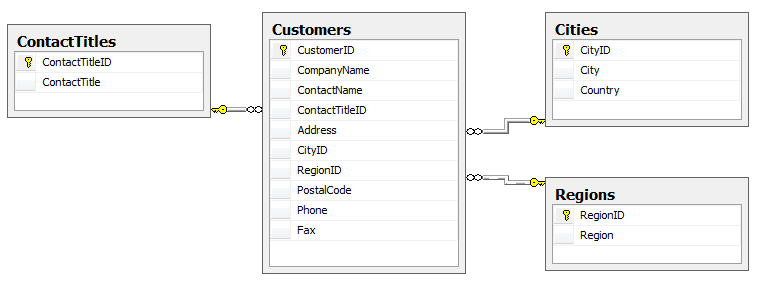 ContactTitles
ContactTitleID
ContactTitle
Customers
CustomerID
CompanyName
ContactName
ContactTitleID
Address
CityID
RegionID
PostalCode
Phone
Fax
Cities
CityID
City
Country
Regions
RegionID
Region